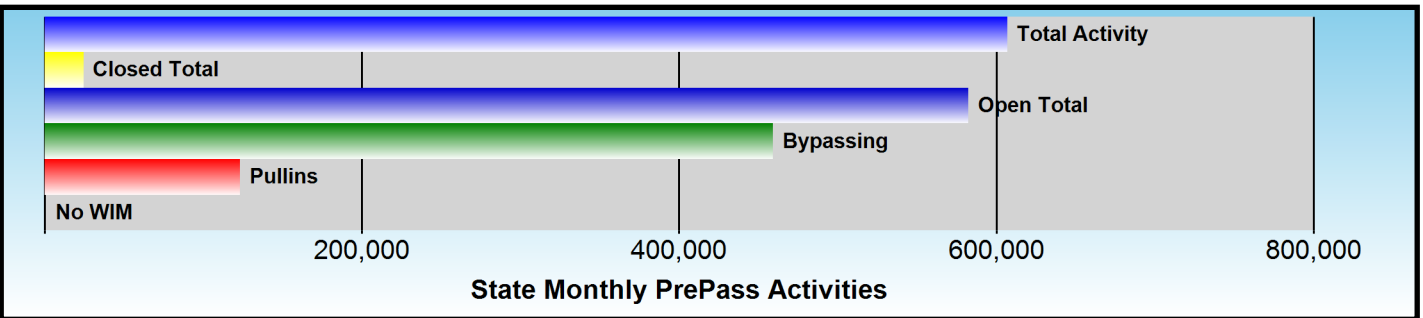 Total Activity
Closed Total
Open Total
Bypassing
Pullins
No WIM
200,000 400,000 600,000 800,000
State Monthly PrePass Activities